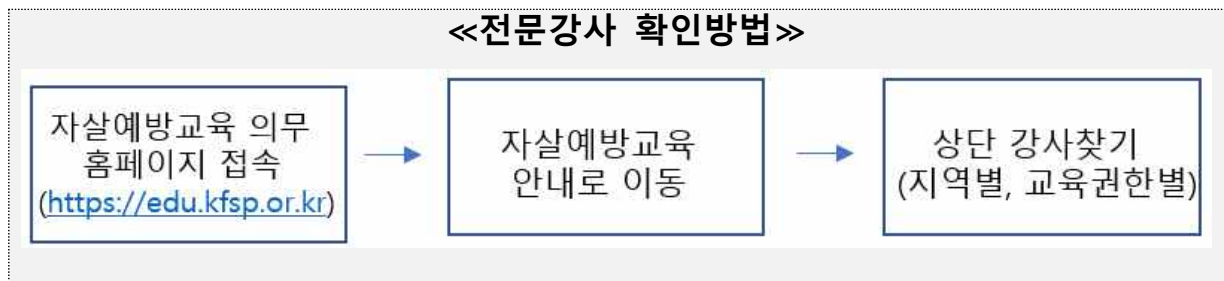 ≪전문강사 확인방법≫
자살예방교육 의무
홈페이지 접속
(https://edu.kfsp.or.kr)
자살예방교육
안내로 이동
상단 강사찾기
(지역별, 교육권한별)